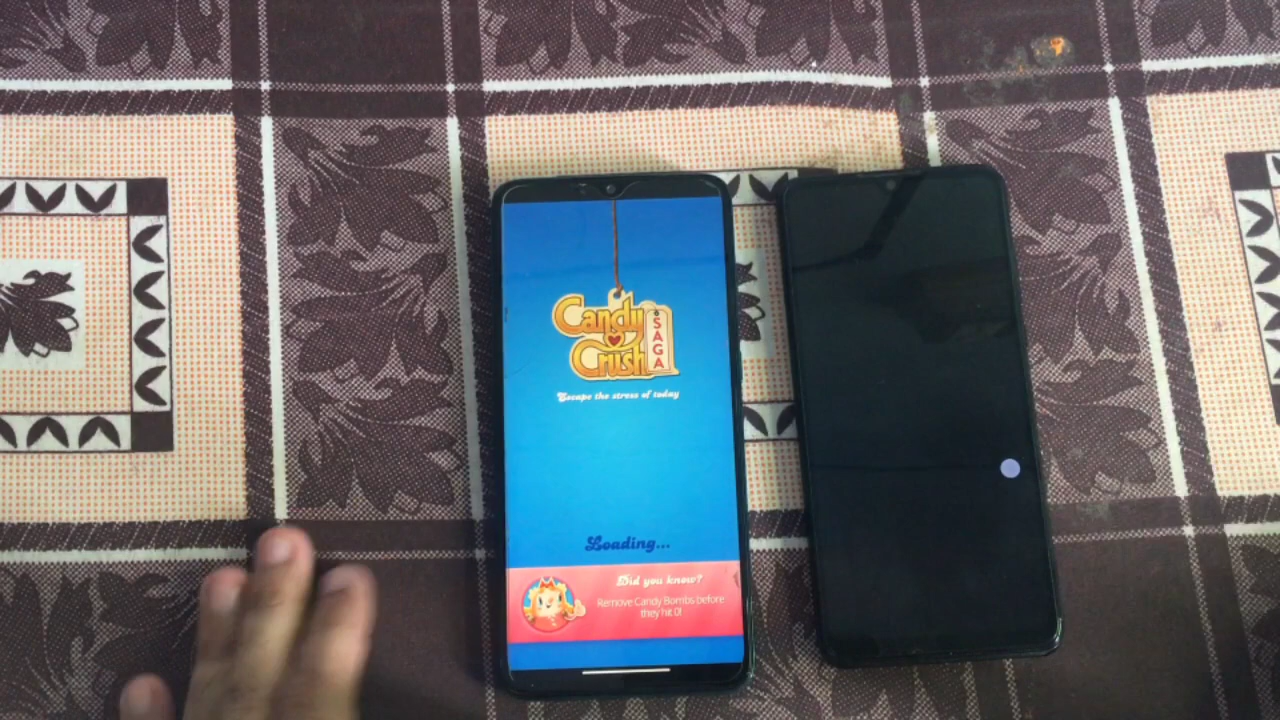 Candy
Crush
SAGA
Escape the stress of today
Loading...
Did you know?
Remove Candy Bombs before
they hit 0!